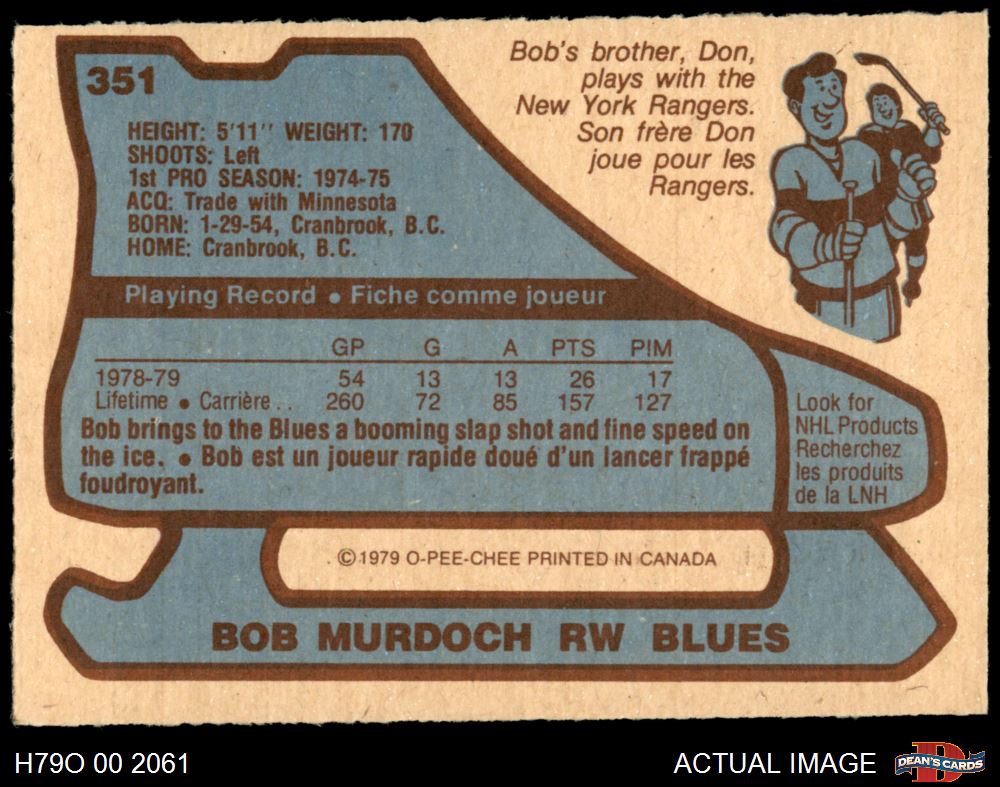 351
HEIGHT: 5'11" WEIGHT: 170
SHOOTS: Left
1st PRO SEASON: 1974-75
ACQ: Trade with Minnesota
BORN: 1-29-54, Cranbrook, B.C.
HOME: Cranbrook, B.C.
Bob's brother, Don,
plays with the
New York Rangers.
Son frère Don
joue pour les
Rangers.
Playing Record • Fiche comme joueur
GP G A PTS PIM
1978-79 54 13 13 26 17
Lifetime • Carrière .. 260 72 85 157 127
Bob brings to the Blues a booming slap shot and fine speed on
the ice. • Bob est un joueur rapide doué d'un lancer frappé
foudroyant.
Look for
NHL Products
Recherchez
les produits
de la LNH
© 1979 O-PEE-CHEE PRINTED IN CANADA
BOB MURDOCH RW BLUES
H79O 00 2061
ACTUAL IMAGE
DEAN'S CARDS